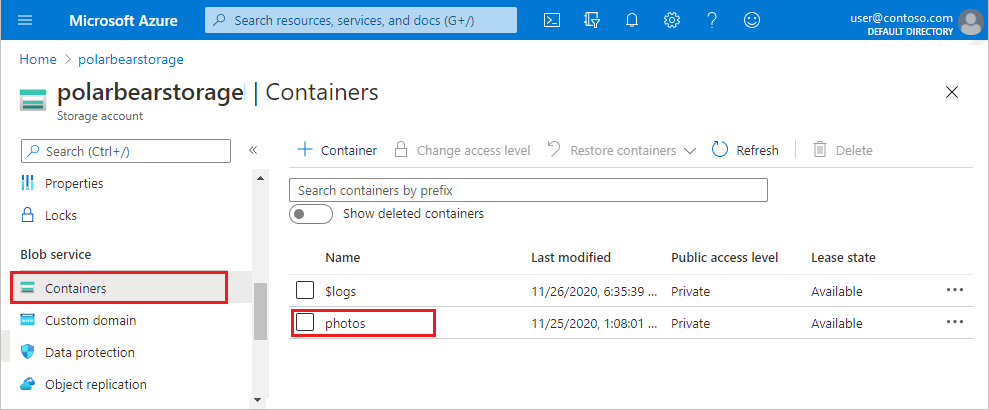 Microsoft Azure
Search resources, services, and docs (G+/)
user@contoso.com
DEFAULT DIRECTORY
Home > polarbearstorage
polarbearstorage | Containers
Storage account
Search (Ctrl+/)
Properties
Locks
Blob service
Containers
Custom domain
Data protection
Object replication
Container
Change access level
Restore containers
Refresh
Delete
Search containers by prefix
Show deleted containers
Name Last modified Public access level Lease state
$logs 11/26/2020, 6:35:39 ... Private Available
photos 11/25/2020, 1:08:01 ... Private Available